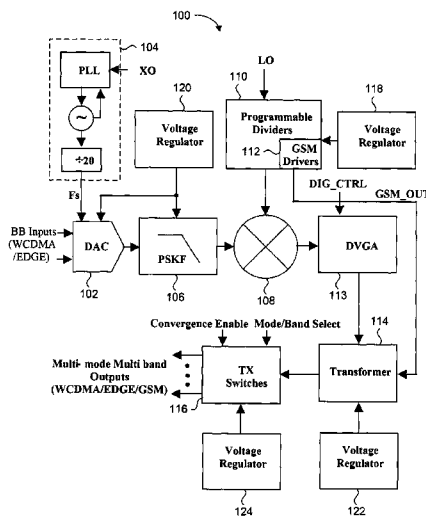 100
104
PLL
XO
~
÷20
Fs
120
Voltage
Regulator
LO
110
Programmable
Dividers
112
GSM
Drivers
118
Voltage
Regulator
DIG_CTRL
GSM_OUT
BB Inputs
(WCDMA
/EDGE)
DAC
102
PSKF
106
108
DVGA
113
Convergence Enable Mode/Band Select
Multi- mode Multi band
Outputs
(WCDMA/EDGE/GSM)
TX
Switches
116
114
Transformer
Voltage
Regulator
124
Voltage
Regulator
122